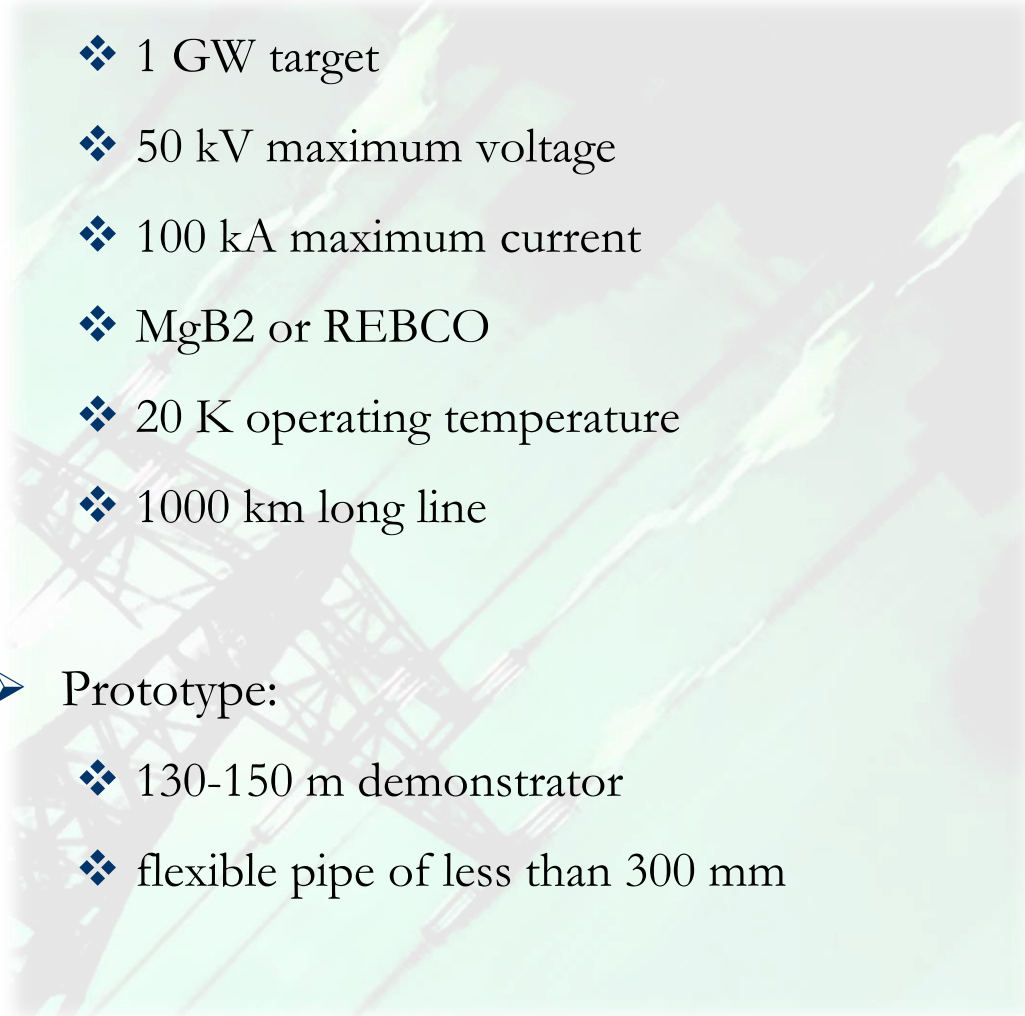 1 GW target
50 kV maximum voltage
100 kA maximum current
MgB2 or REBCO
20 K operating temperature
1000 km long line
Prototype:
130-150 m demonstrator
flexible pipe of less than 300 mm